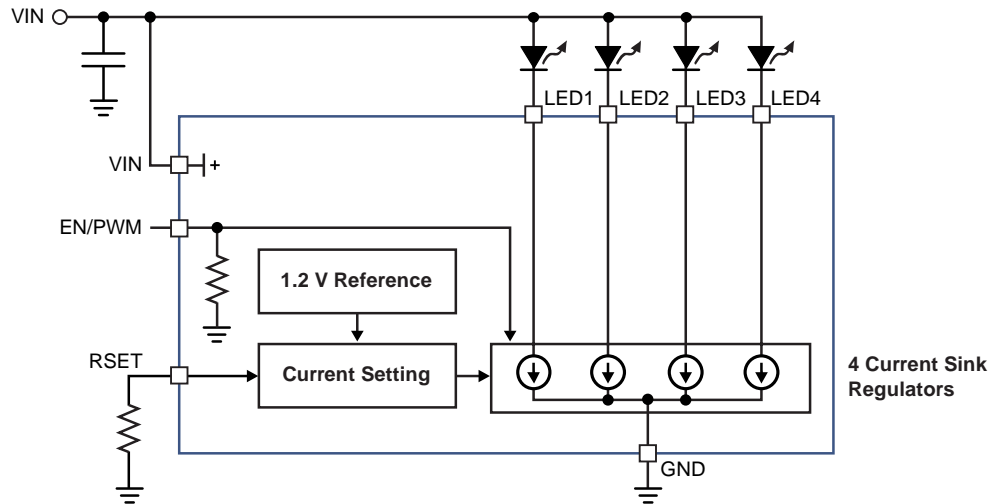 VIN
LED1
LED2
LED3
LED4
VIN
+
EN/PWM
1.2 V Reference
RSET
Current Setting
4 Current Sink
Regulators
GND